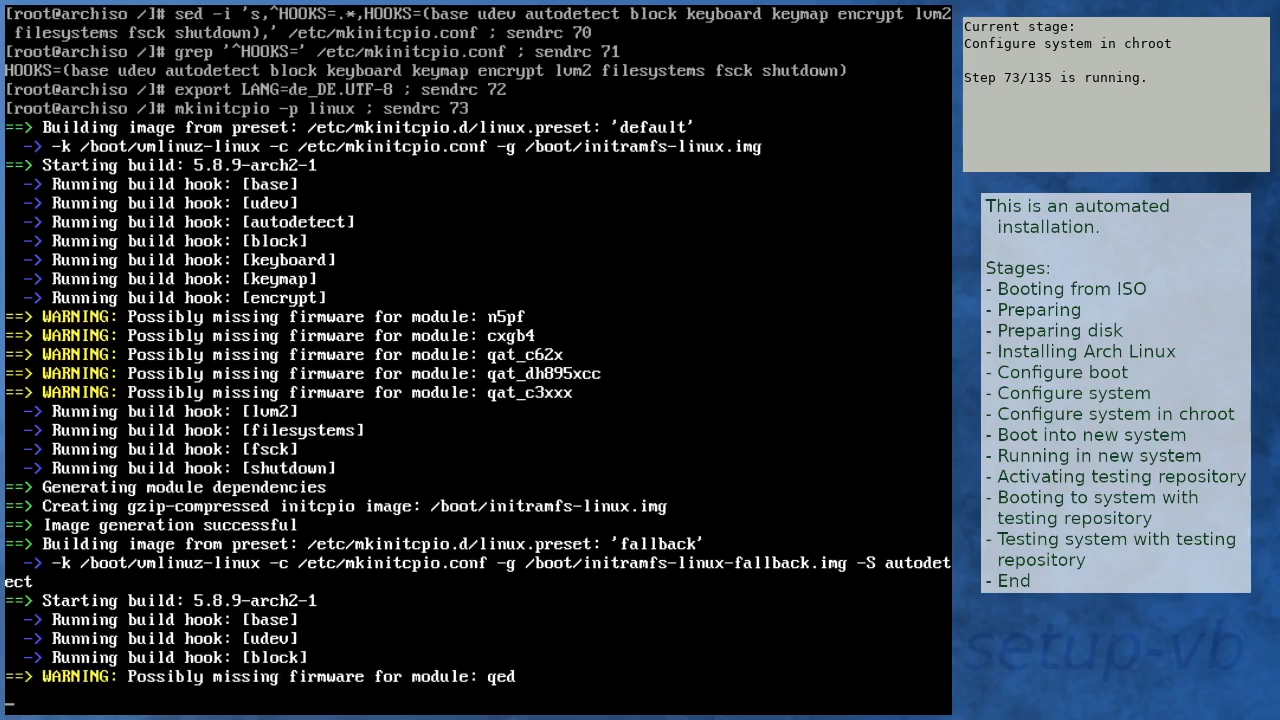 [root@archiso /]# sed -i 's,^HOOKS=.*,HOOKS=(base udev autodetect block keyboard keymap encrypt lvm2
 filesystems fsck shutdown),' /etc/mkinitcpio.conf ; sendrc 70
[root@archiso /]# grep '^HOOKS=' /etc/mkinitcpio.conf ; sendrc 71
HOOKS=(base udev autodetect block keyboard keymap encrypt lvm2 filesystems fsck shutdown)
[root@archiso /]# export LANG=de_DE.UTF-8 ; sendrc 72
[root@archiso /]# mkinitcpio -p linux ; sendrc 73
==> Building image from preset: /etc/mkinitcpio.d/linux.preset: 'default'
  -> -k /boot/vmlinuz-linux -c /etc/mkinitcpio.conf -g /boot/initramfs-linux.img
==> Starting build: 5.8.9-arch2-1
  -> Running build hook: [base]
  -> Running build hook: [udev]
  -> Running build hook: [autodetect]
  -> Running build hook: [block]
  -> Running build hook: [keyboard]
  -> Running build hook: [keymap]
  -> Running build hook: [encrypt]
==> WARNING: Possibly missing firmware for module: n5pf
==> WARNING: Possibly missing firmware for module: cxgb4
==> WARNING: Possibly missing firmware for module: qat_c62x
==> WARNING: Possibly missing firmware for module: qat_dh895xcc
==> WARNING: Possibly missing firmware for module: qat_c3xxx
  -> Running build hook: [lvm2]
  -> Running build hook: [filesystems]
  -> Running build hook: [fsck]
  -> Running build hook: [shutdown]
==> Generating module dependencies
==> Creating gzip-compressed initcpio image: /boot/initramfs-linux.img
==> Image generation successful
==> Building image from preset: /etc/mkinitcpio.d/linux.preset: 'fallback'
  -> -k /boot/vmlinuz-linux -c /etc/mkinitcpio.conf -g /boot/initramfs-linux-fallback.img -S autodet
ect
==> Starting build: 5.8.9-arch2-1
  -> Running build hook: [base]
  -> Running build hook: [udev]
  -> Running build hook: [block]
==> WARNING: Possibly missing firmware for module: qed
_
Current stage:
Configure system in chroot
Step 73/135 is running.
This is an automated
installation.
Stages:
- Booting from ISO
- Preparing
- Preparing disk
- Installing Arch Linux
- Configure boot
- Configure system
- Configure system in chroot
- Boot into new system
- Running in new system
- Activating testing repository
- Booting to system with
testing repository
- Testing system with testing
repository
- End
setup-vb